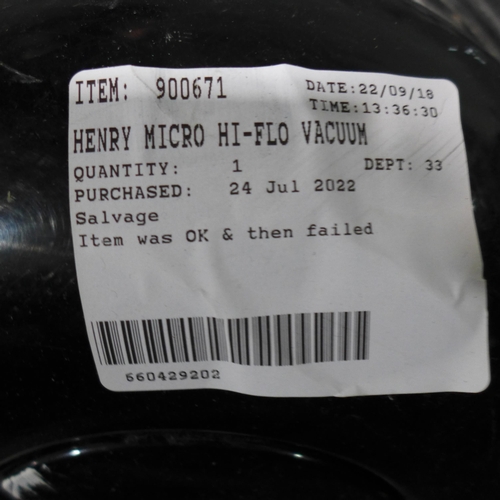 ITEM: 900671 DATE:22/09/18
TIME:13:36:30
HENRY MICRO HI-FLO VACUUM
QUANTITY: 1 DEPT: 33
PURCHASED: 24 Jul 2022
Salvage
Item was OK & then failed
660429202